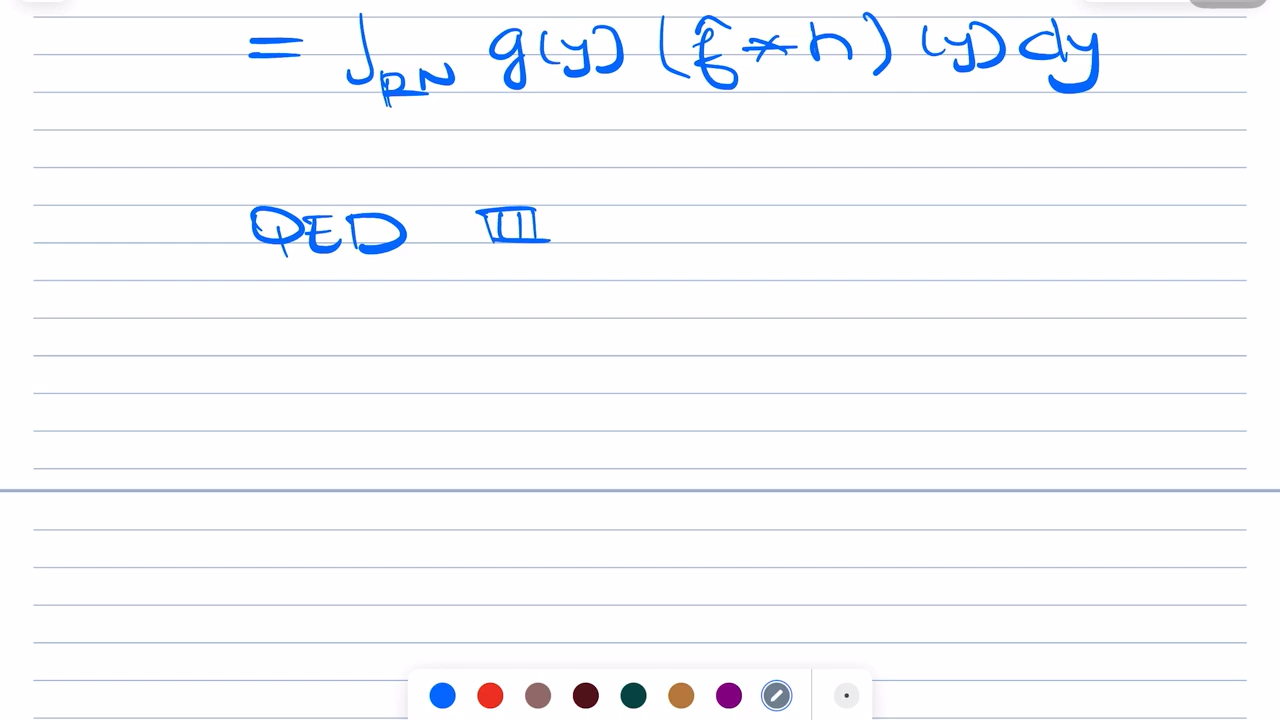 = ∫_{RN} g(y) (f̂ * h) (y) dy
QED